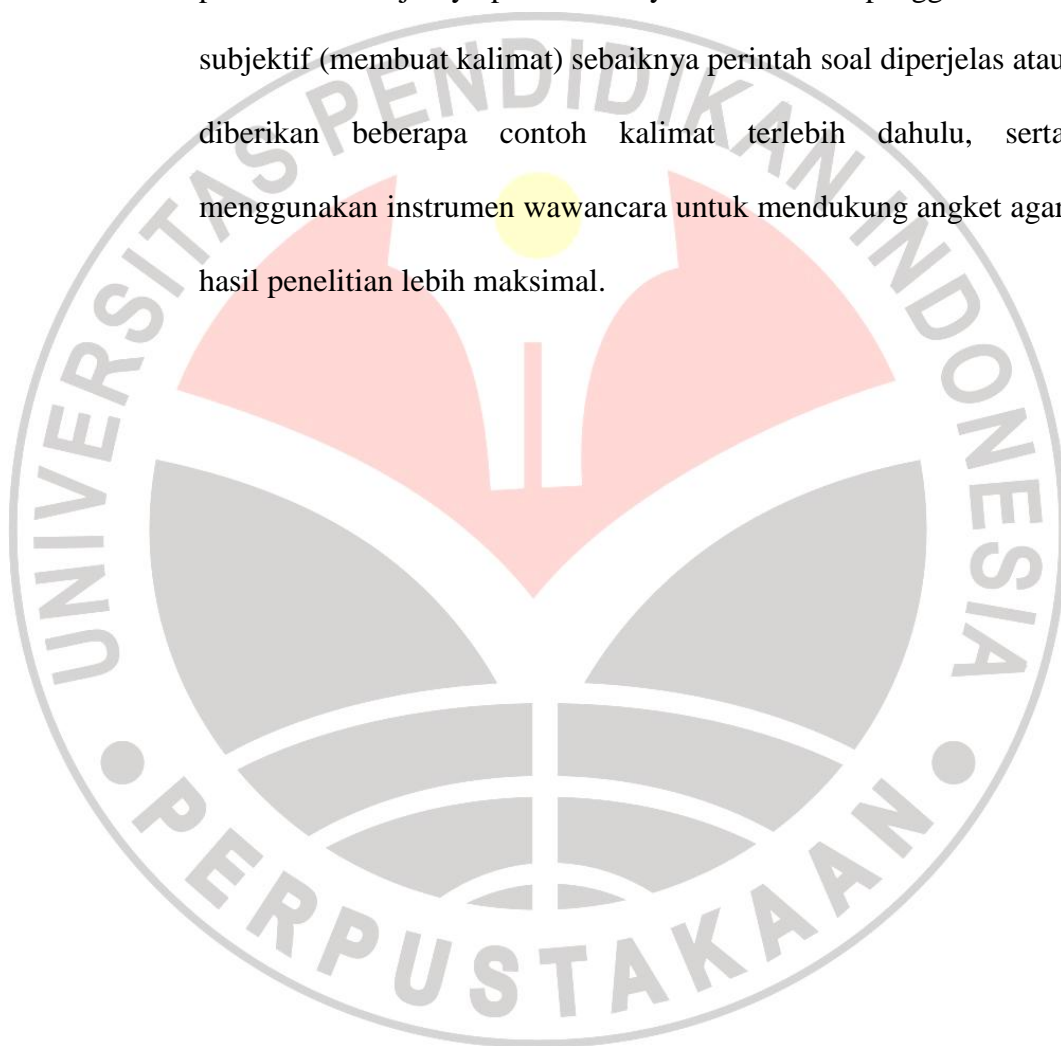 subjektif (membuat kalimat) sebaiknya perintah soal diperjelas atau
diberikan beberapa contoh kalimat terlebih dahulu, serta
menggunakan instrumen wawancara untuk mendukung angket agar
hasil penelitian lebih maksimal.
UNIVERSITAS PENDIDIKAN INDONESIA
PERPUSTAKAAN